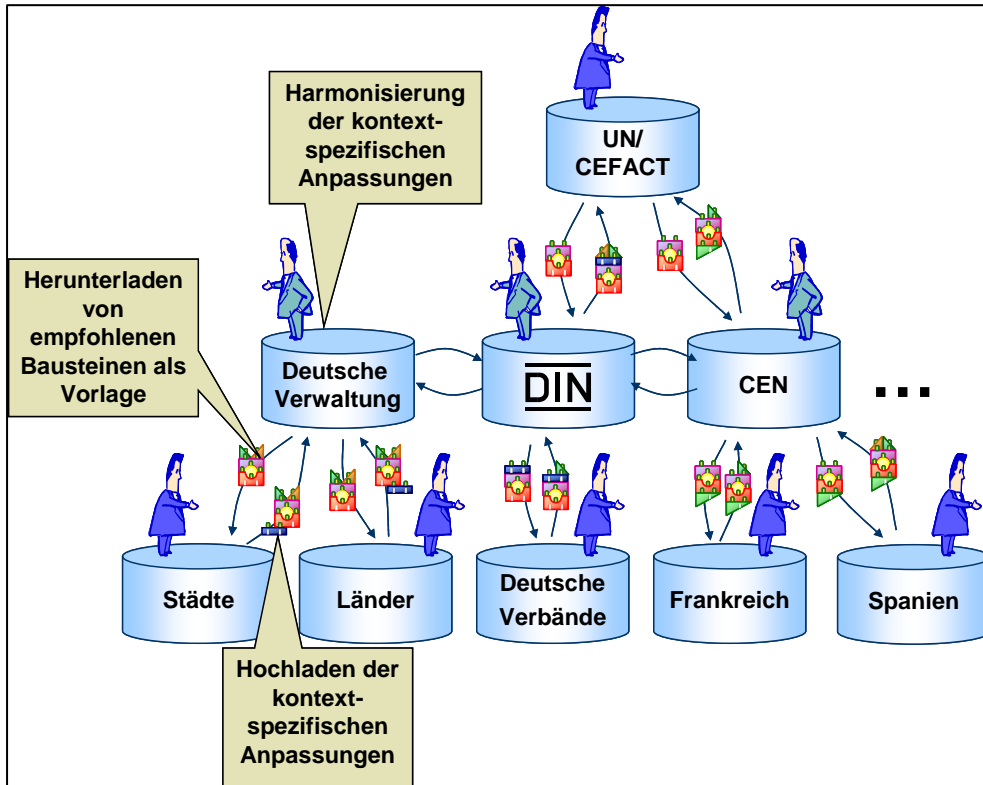 Harmonisierung
der kontext-
spezifischen
Anpassungen
UN/
CEFACT
Herunterladen
von
empfohlenen
Bausteinen als
Vorlage
Deutsche
Verwaltung
DIN
CEN
...
Städte
Länder
Deutsche
Verbände
Frankreich
Spanien
Hochladen der
kontext-
spezifischen
Anpassungen